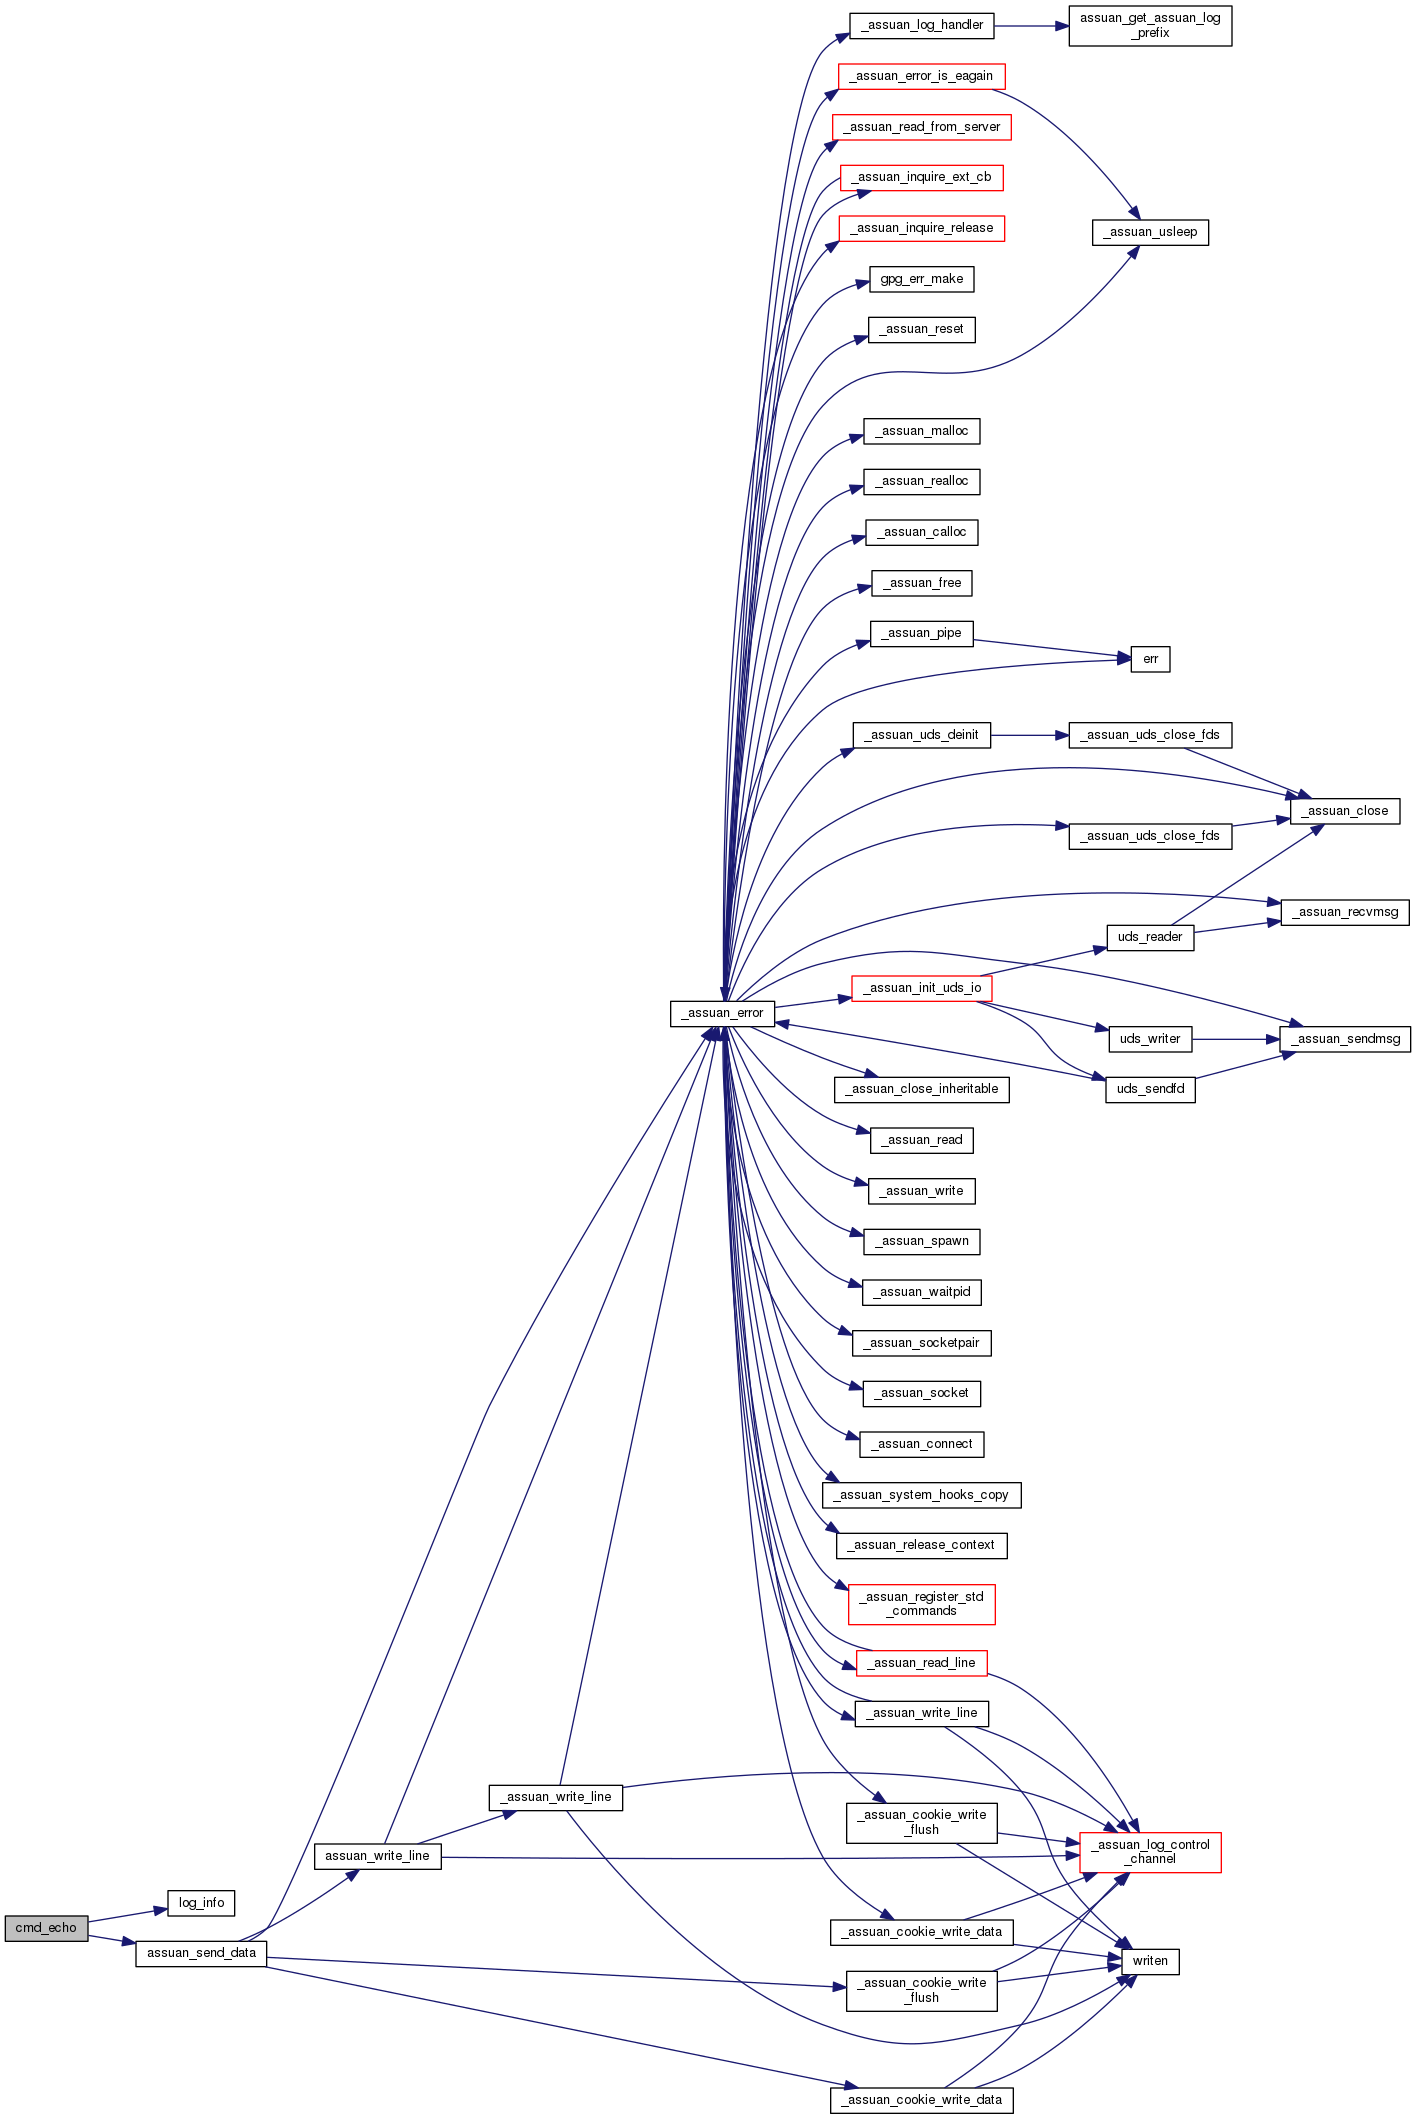 _assuan_log_handler
assuan_get_assuan_log
_prefix
_assuan_error_is_eagain
_assuan_read_from_server
_assuan_inquire_ext_cb
_assuan_inquire_release
_assuan_usleep
gpg_err_make
_assuan_reset
_assuan_malloc
_assuan_realloc
_assuan_calloc
_assuan_free
_assuan_pipe
err
_assuan_uds_deinit
_assuan_uds_close_fds
_assuan_close
_assuan_uds_close_fds
_assuan_recvmsg
uds_reader
_assuan_init_uds_io
_assuan_error
uds_writer
_assuan_sendmsg
_assuan_close_inheritable
uds_sendfd
_assuan_read
_assuan_write
_assuan_spawn
_assuan_waitpid
_assuan_socketpair
_assuan_socket
_assuan_connect
_assuan_system_hooks_copy
_assuan_release_context
_assuan_register_std
_commands
_assuan_read_line
_assuan_write_line
_assuan_write_line
_assuan_cookie_write
_flush
assuan_write_line
_assuan_log_control
_channel
log_info
cmd_echo
_assuan_cookie_write_data
assuan_send_data
writen
_assuan_cookie_write
_flush
_assuan_cookie_write_data